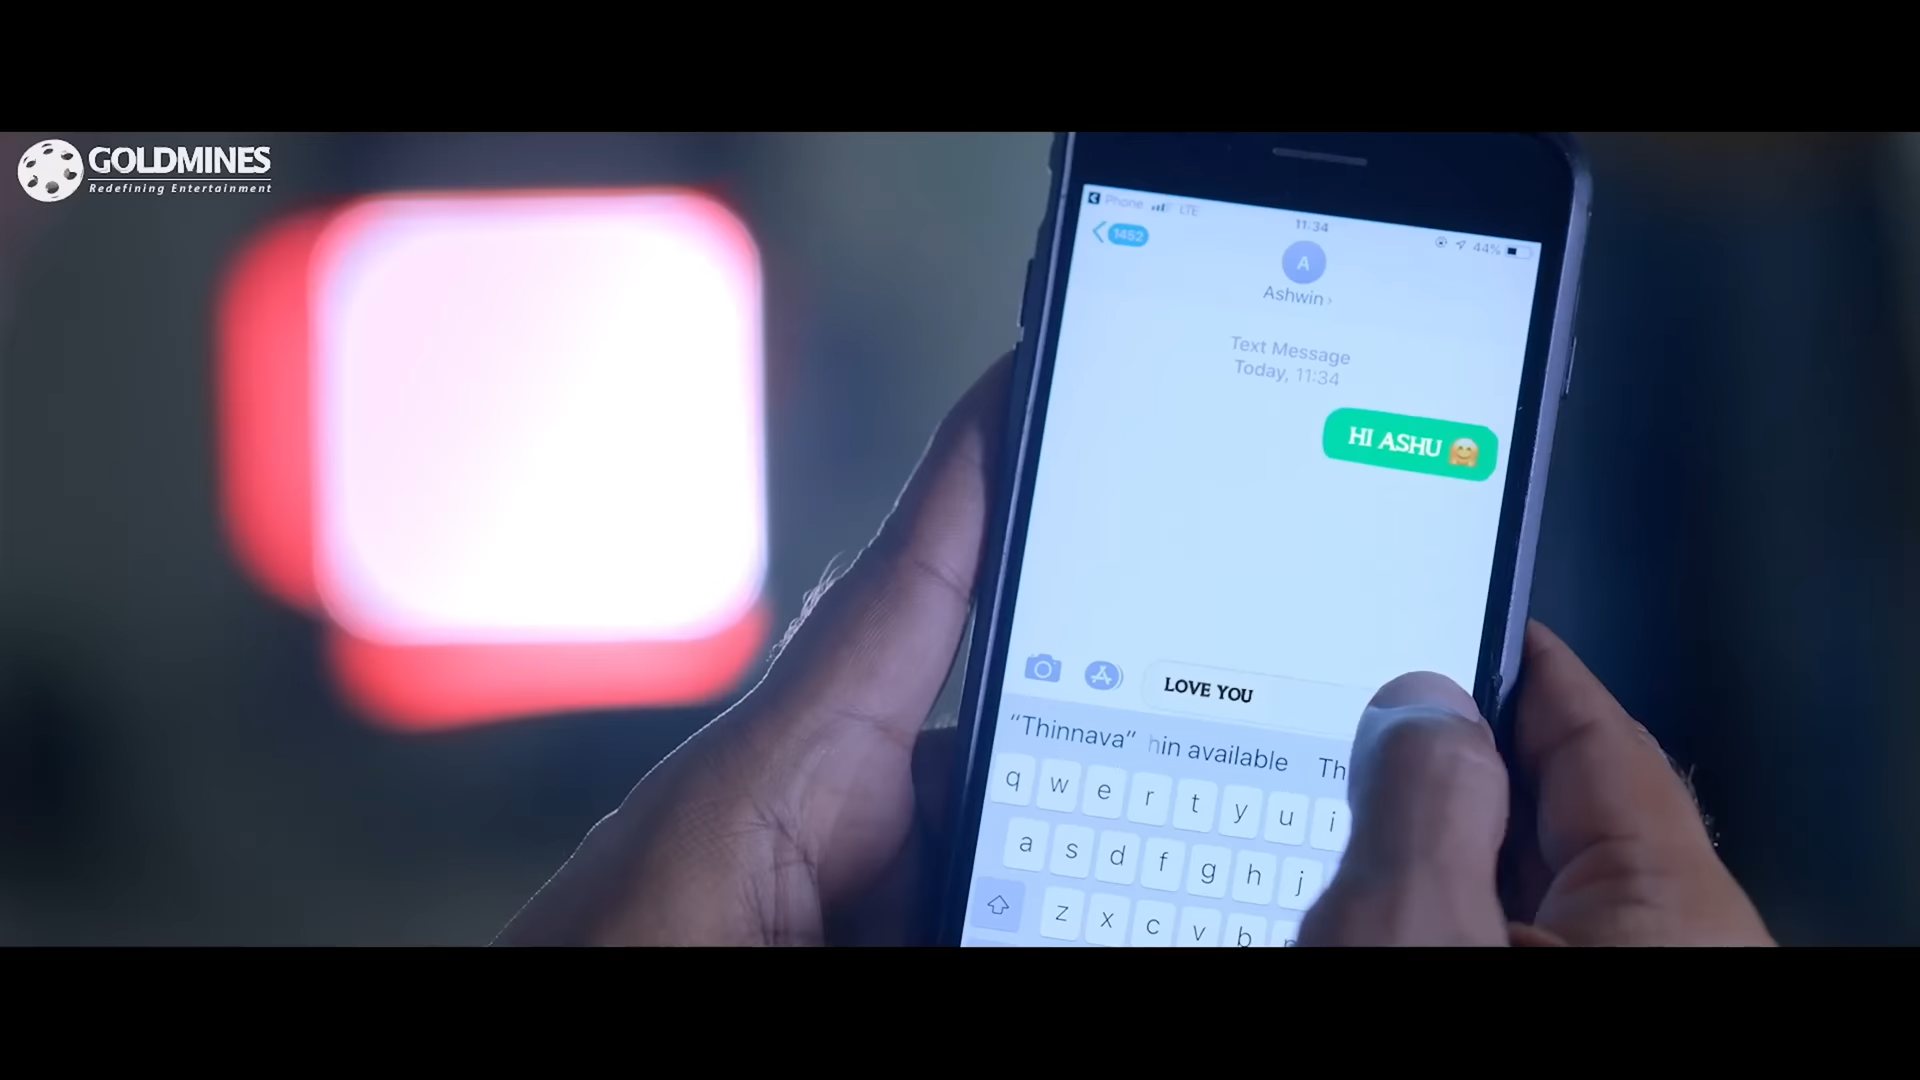 GOLDMINES
Redefining Entertainment
Phone LTE
11:34
44%
1452
A
Ashwin
Text Message
Today, 11:34
HI ASHU 🤗
LOVE YOU
“Thinnava” hin available Th
q w e r t y u i
a s d f g h j
z x c v b